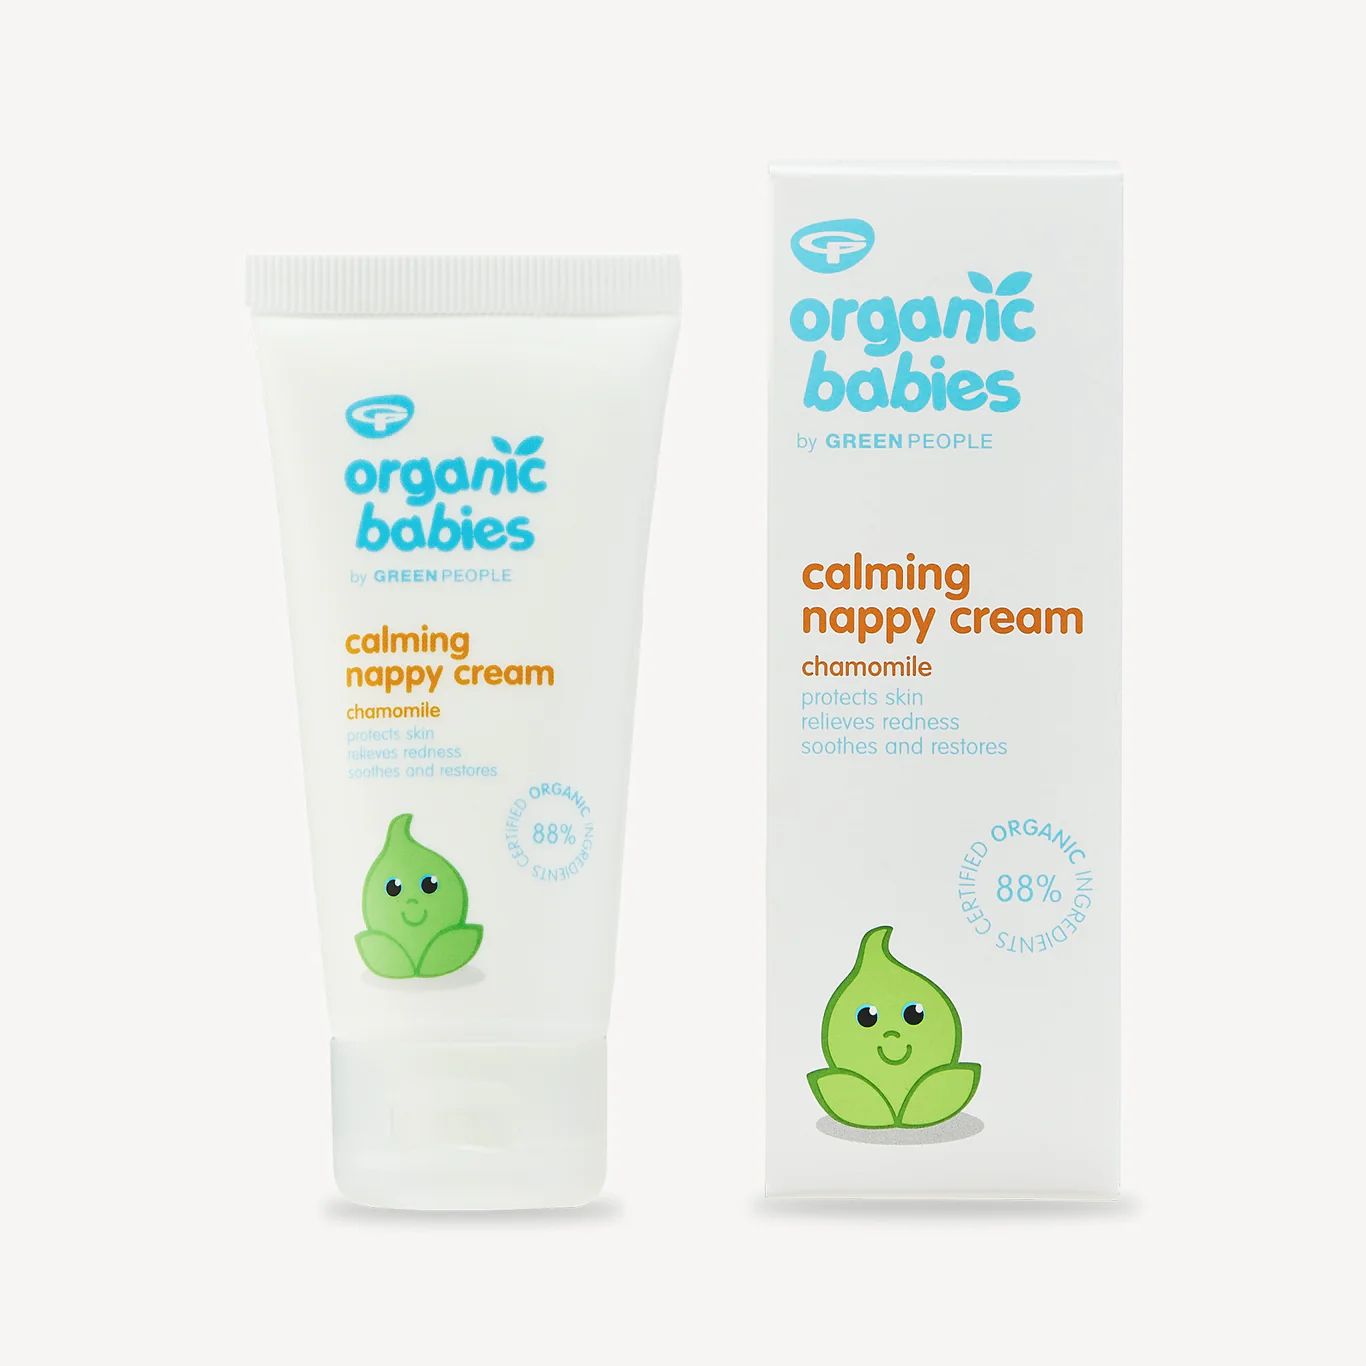 organic
babies
by GREEN PEOPLE
calming
nappy cream
chamomile
protects skin
relieves redness
soothes and restores
CERTIFIED ORGANIC INGREDIENTS
88%
organic
babies
by GREEN PEOPLE
calming
nappy cream
chamomile
protects skin
relieves redness
soothes and restores
CERTIFIED ORGANIC INGREDIENTS
88%